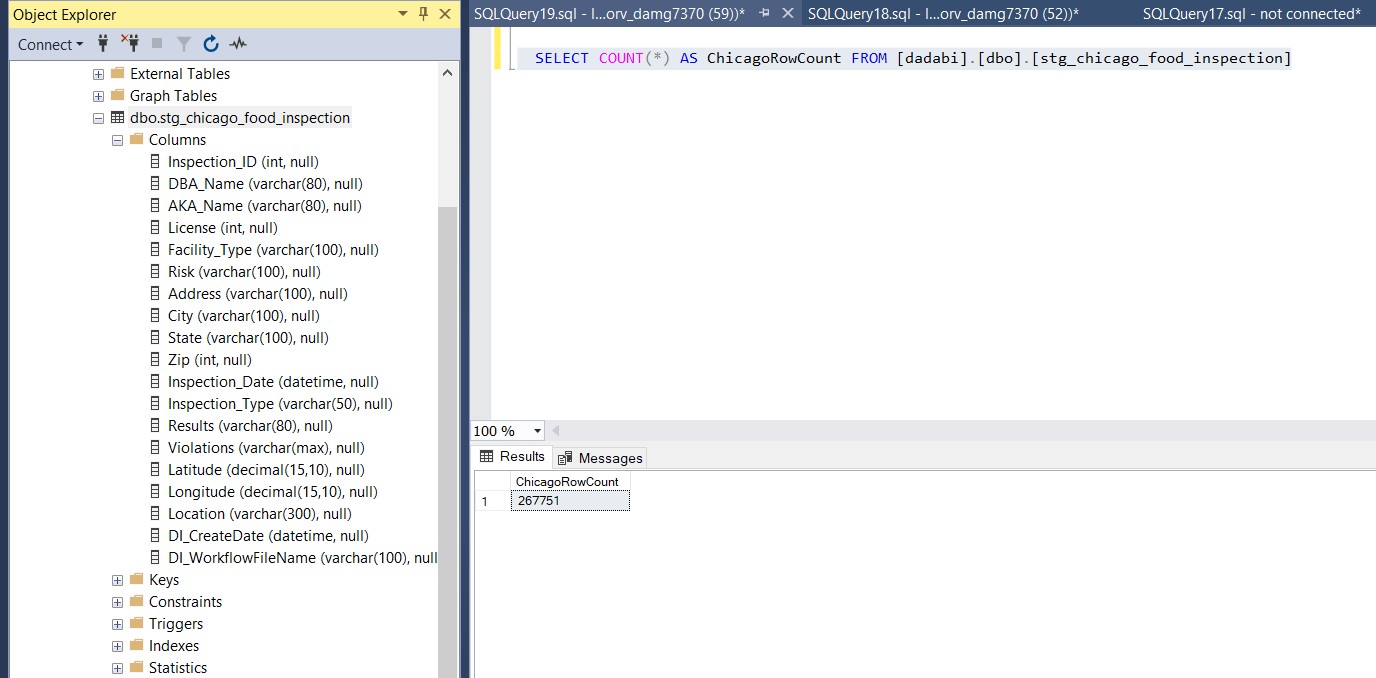 Object Explorer
Connect
External Tables
Graph Tables
dbo.stg_chicago_food_inspection
Columns
Inspection_ID (int, null)
DBA_Name (varchar(80), null)
AKA_Name (varchar(80), null)
License (int, null)
Facility_Type (varchar(100), null)
Risk (varchar(100), null)
Address (varchar(100), null)
City (varchar(100), null)
State (varchar(100), null)
Zip (int, null)
Inspection_Date (datetime, null)
Inspection_Type (varchar(50), null)
Results (varchar(80), null)
Violations (varchar(max), null)
Latitude (decimal(15,10), null)
Longitude (decimal(15,10), null)
Location (varchar(300), null)
DI_CreateDate (datetime, null)
DI_WorkflowFileName (varchar(100), null
Keys
Constraints
Triggers
Indexes
Statistics
SQLQuery19.sql - l...orv_damg7370 (59))* SQLQuery18.sql - l...orv_damg7370 (52))* SQLQuery17.sql - not connected*
SELECT COUNT(*) AS ChicagoRowCount FROM [dadabi].[dbo].[stg_chicago_food_inspection]
100 %
Results Messages
ChicagoRowCount
1 267751